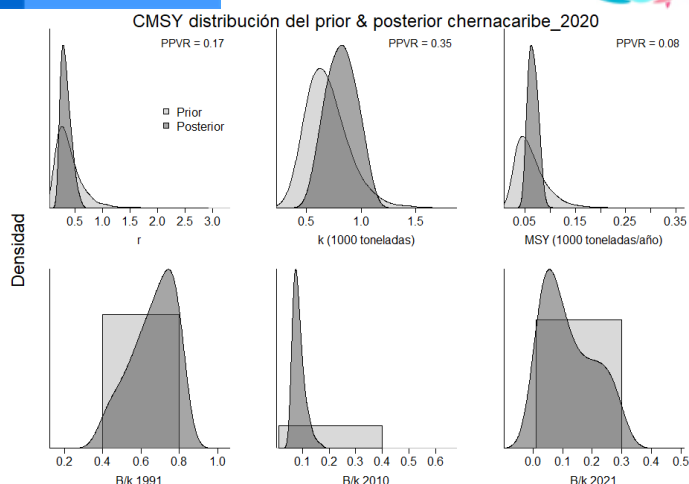 CMSY distribución del prior & posterior chernacaribe_2020
PPVR = 0.17
PPVR = 0.35
PPVR = 0.08
Prior
Posterior
Densidad
0.5 1.0 1.5 2.0 2.5 3.0
r
0.5 1.0 1.5
k (1000 toneladas)
0.05 0.15 0.25 0.35
MSY (1000 toneladas/año)
0.2 0.4 0.6 0.8 1.0
B/k 1991
0.1 0.2 0.3 0.4 0.5 0.6
B/k 2010
0.0 0.1 0.2 0.3 0.4 0.5
B/k 2021